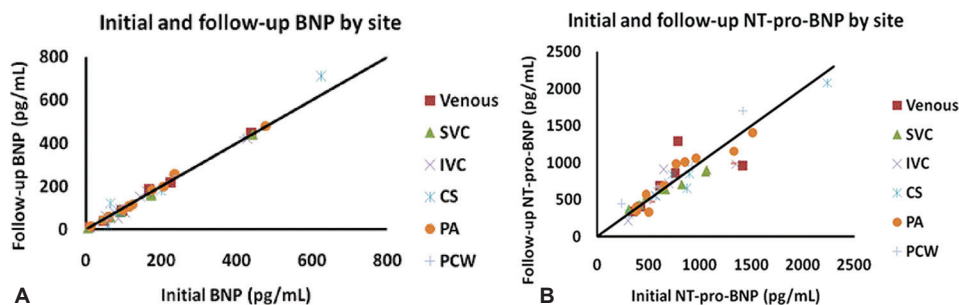 Initial and follow-up BNP by site
Follow-up BNP (pg/mL)
800
600
400
200
0
0 200 400 600 800
Initial BNP (pg/mL)
Venous
SVC
IVC
CS
PA
PCW
A
Initial and follow-up NT-pro-BNP by site
Follow-up NT-pro-BNP (pg/mL)
2500
2000
1500
1000
500
0
0 500 1000 1500 2000 2500
Initial NT-pro-BNP (pg/mL)
Venous
SVC
IVC
CS
PA
PCW
B